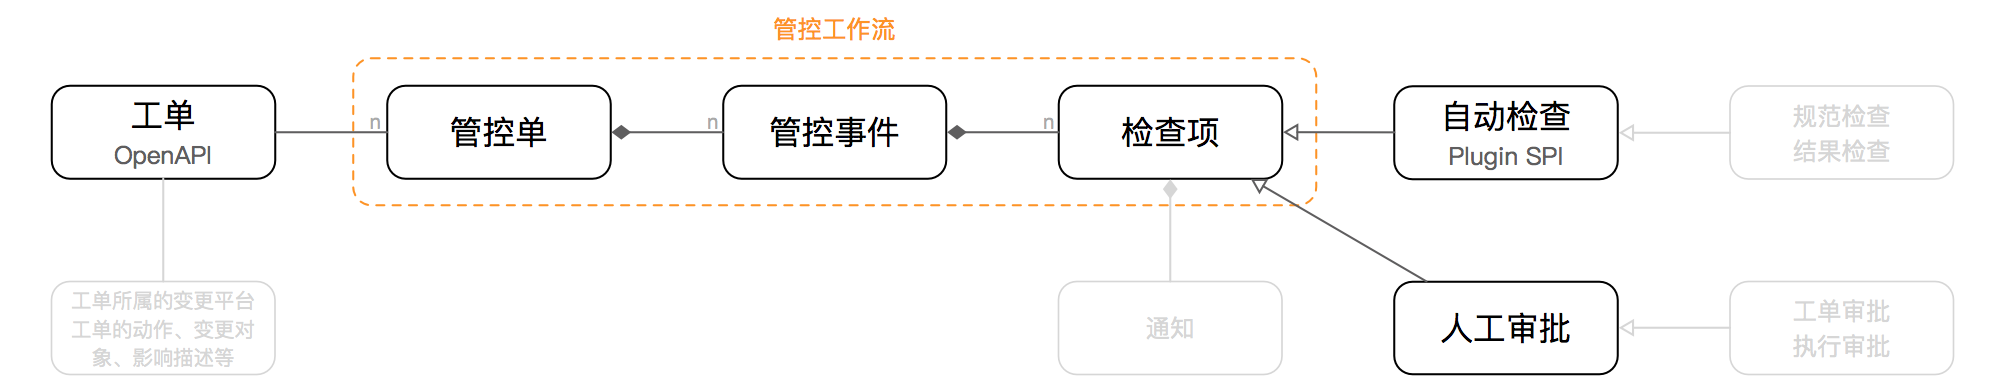 管控工作流
工单
OpenAPI
n
管控单
n
管控事件
n
检查项
自动检查
Plugin SPI
规范检查
结果检查
工单所属的变更平台
工单的动作、变更对
象、影响描述等
通知
人工审批
工单审批
执行审批